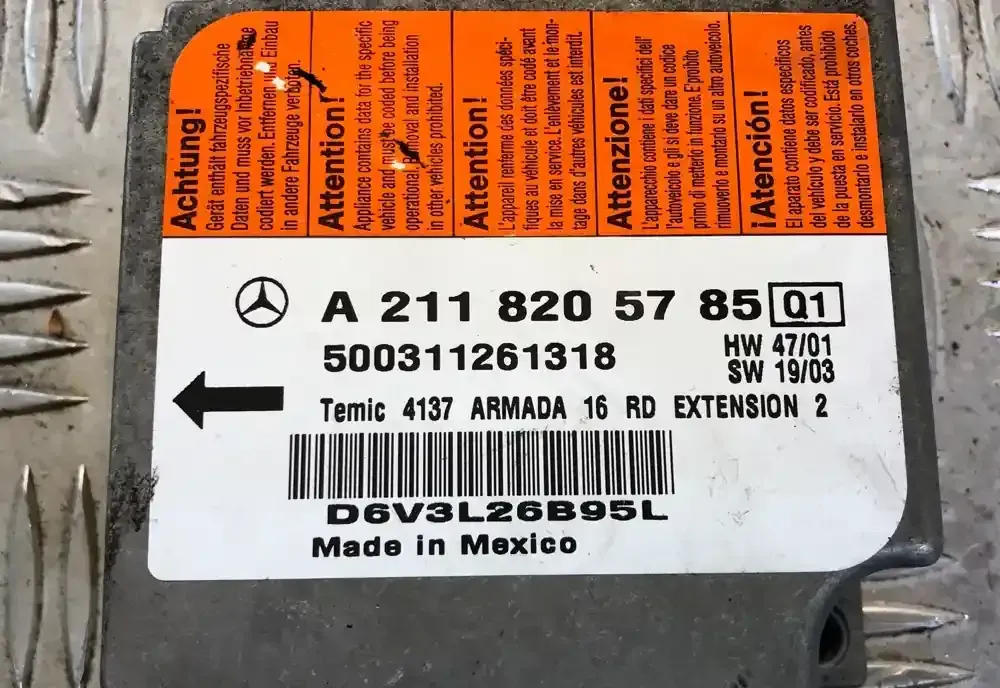 Achtung!
Gerät enthält fahrzeugspezifische
Daten und muss vor Inbetriebnahme
codiert werden. Entfernen und Einbau
in andere Fahrzeuge verboten.
Attention!
Appliance contains data for the specific
vehicle and must be coded before being
operational. Removal and installation
in other vehicles prohibited.
Attention!
L'appareil renferme des données spéci-
fiques au véhicule et doit être codé avant
la mise en service. L'enlèvement et le mon-
tage dans d'autres véhicules est interdit.
Attenzione!
L'apparecchio contiene i dati specifici dell'
l'autoveicolo e gli si deve dare un codice
prima di metterlo in funzione. E' proibito
rimuoverlo e montarlo su un altro autoveicolo.
¡Atención!
El aparato contiene datos específicos
del vehículo y debe ser codificado, antes
de la puesta en servicio. Está prohibido
desmontarlo e instalarlo en otros coches.
A 211 820 57 85 Q1
500311261318
HW 47/01
SW 19/03
Temic 4137 ARMADA 16 RD EXTENSION 2
D6V3L26B95L
Made in Mexico